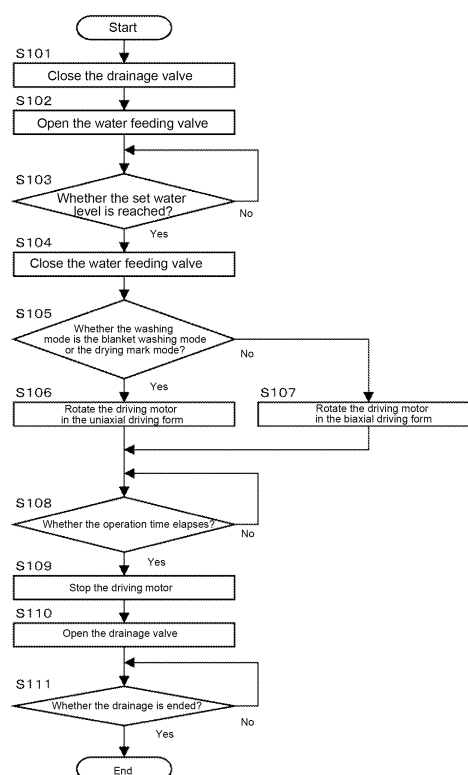 Start
S101
Close the drainage valve
S102
Open the water feeding valve
S103
Whether the set water
level is reached?
No
Yes
S104
Close the water feeding valve
S105
Whether the washing
mode is the blanket washing mode
or the drying mark mode?
No
Yes
S106
Rotate the driving motor
in the uniaxial driving form
S107
Rotate the driving motor
in the biaxial driving form
S108
Whether the operation time elapses?
No
Yes
S109
Stop the driving motor
S110
Open the drainage valve
S111
Whether the drainage is ended?
No
Yes
End